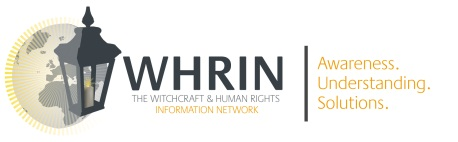 WHRIN
THE WITCHCRAFT & HUMAN RIGHTS
INFORMATION NETWORK
Awareness.
Understanding.
Solutions.